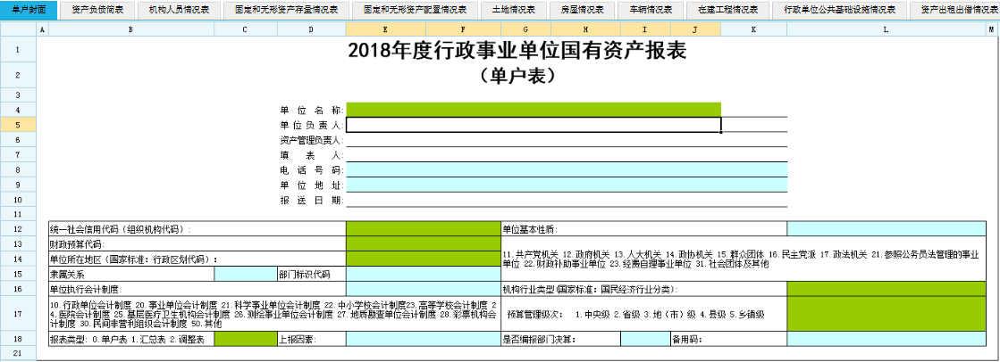 单户封面 资产负债简表 机构人员情况表 固定和无形资产存量情况表 固定和无形资产配置情况表 土地情况表 房屋情况表 车辆情况表 在建工程情况表 行政单位公共基础设施情况表 资产出租出借情况表
A B C D E F G H I J K L M
1 2018年度行政事业单位国有资产报表
2 （单户表）
3
4 单位名称:
5 单位负责人:
6 资产管理负责人:
7 填表人:
8 电话号码:
9 单位地址:
10 报送日期:
11
12 统一社会信用代码（组织机构代码）: 单位基本性质:
13 财政预算代码:
14 单位所在地区（国家标准：行政区划代码）: 11.共产党机关 12.政府机关 13.人大机关 14.政协机关 15.群众团体 16.民主党派 17.政法机关 21.参照公务员法管理的事业
单位 22.财政补助事业单位 23.经费自理事业单位 31.社会团体及其他
15 隶属关系 部门标识代码
16 单位执行会计制度: 机构行业类型(国家标准：国民经济行业分类):
10.行政单位会计制度 20.事业单位会计制度 21.科学事业单位会计制度 22.中小学校会计制度23.高等学校会计制度 2
17 4.医院会计制度 25.基层医疗卫生机构会计制度 26.测绘事业单位会计制度 27.地质勘查单位会计制度 28.彩票机构会 预算管理级次: 1.中央级 2.省级 3.地（市）级 4.县级 5.乡镇级
计制度 30.民间非营利组织会计制度 50.其他
18 报表类型: 0.单户表 1.汇总表 2.调整表 上报因素: 是否编报部门决算: 备用码:
21